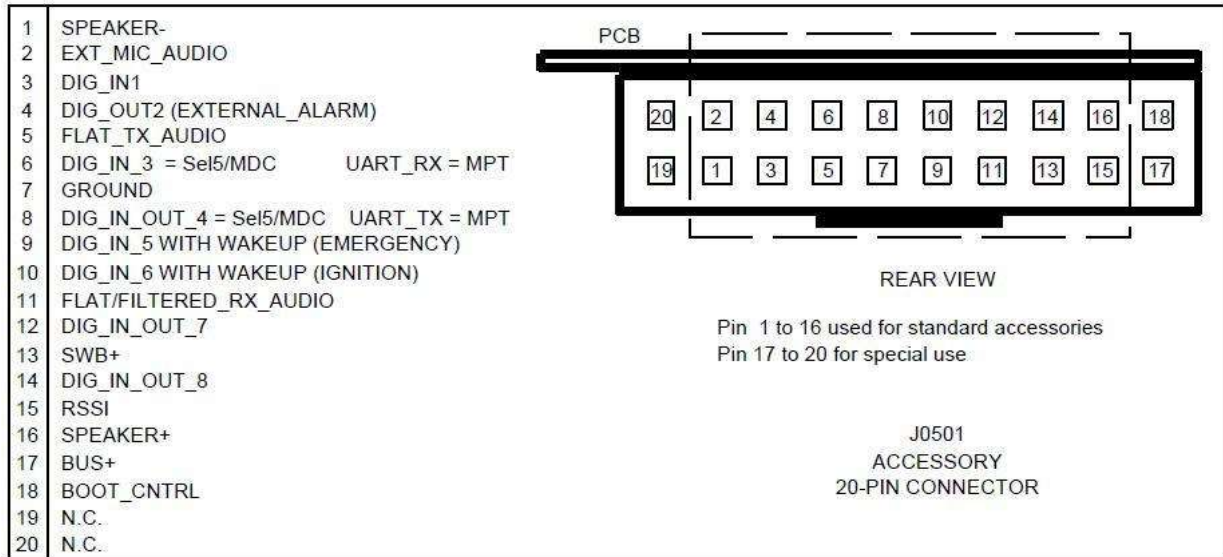 1 SPEAKER-
2 EXT_MIC_AUDIO
3 DIG_IN1
4 DIG_OUT2 (EXTERNAL_ALARM)
5 FLAT_TX_AUDIO
6 DIG_IN_3 = Sel5/MDC UART_RX = MPT
7 GROUND
8 DIG_IN_OUT_4 = Sel5/MDC UART_TX = MPT
9 DIG_IN_5 WITH WAKEUP (EMERGENCY)
10 DIG_IN_6 WITH WAKEUP (IGNITION)
11 FLAT/FILTERED_RX_AUDIO
12 DIG_IN_OUT_7
13 SWB+
14 DIG_IN_OUT_8
15 RSSI
16 SPEAKER+
17 BUS+
18 BOOT_CNTRL
19 N.C.
20 N.C.
PCB
20 2 4 6 8 10 12 14 16 18
19 1 3 5 7 9 11 13 15 17
REAR VIEW
Pin 1 to 16 used for standard accessories
Pin 17 to 20 for special use
J0501
ACCESSORY
20-PIN CONNECTOR